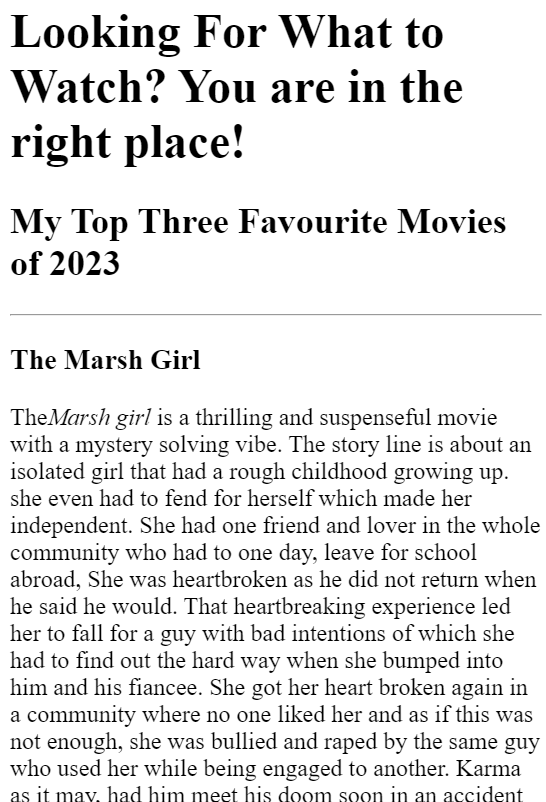 Looking For What to
Watch? You are in the
right place!
My Top Three Favourite Movies
of 2023
The Marsh Girl
TheMarsh girl is a thrilling and suspenseful movie
with a mystery solving vibe. The story line is about an
isolated girl that had a rough childhood growing up.
she even had to fend for herself which made her
independent. She had one friend and lover in the whole
community who had to one day, leave for school
abroad, She was heartbroken as he did not return when
he said he would. That heartbreaking experience led
her to fall for a guy with bad intentions of which she
had to find out the hard way when she bumped into
him and his fiancee. She got her heart broken again in
a community where no one liked her and as if this was
not enough, she was bullied and raped by the same guy
who used her while being engaged to another. Karma
as it may, had him meet his doom soon in an accident